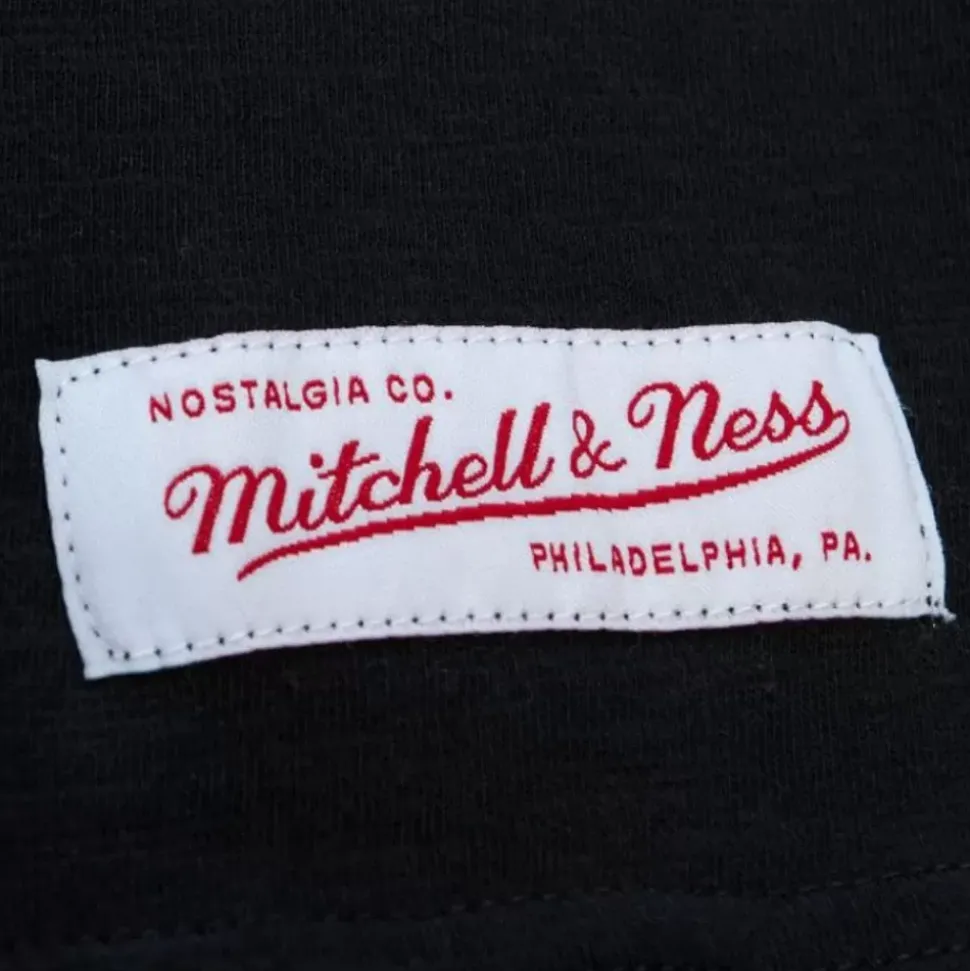 NOSTALGIA CO.
Mitchell & Ness
PHILADELPHIA, PA.